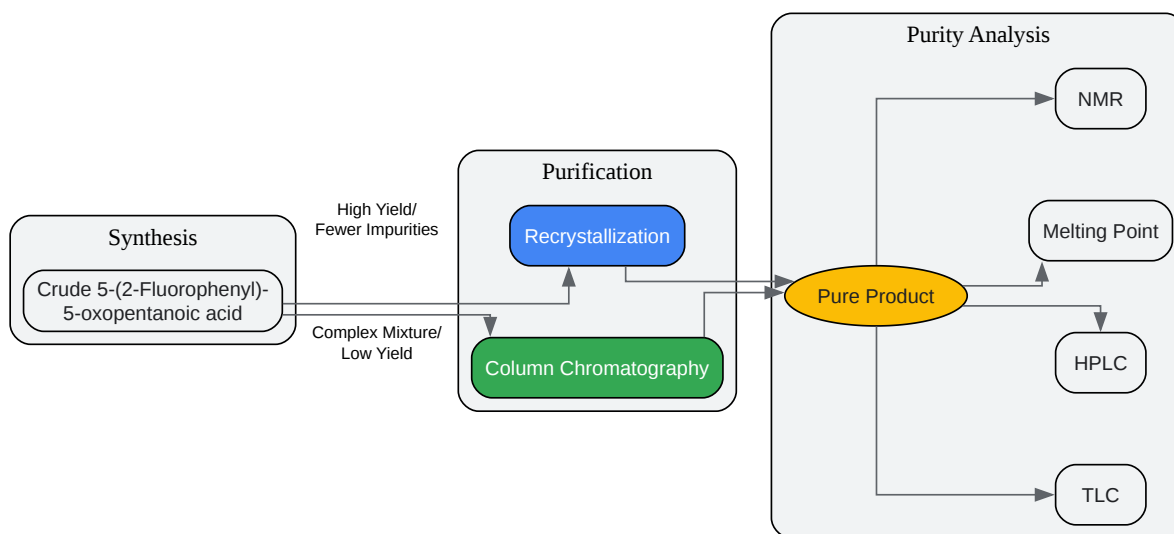 Synthesis
Crude 5-(2-Fluorophenyl)-
5-oxopentanoic acid
High Yield/
Fewer Impurities
Complex Mixture/
Low Yield
Purification
Recrystallization
Column Chromatography
Purity Analysis
Pure Product
NMR
Melting Point
HPLC
TLC